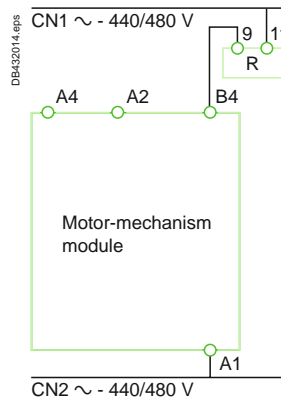 CN1 ∼ - 440/480 V
DB432014.eps
9
R
A4
A2
B4
Motor-mechanism
module
A1
CN2 ∼ - 440/480 V